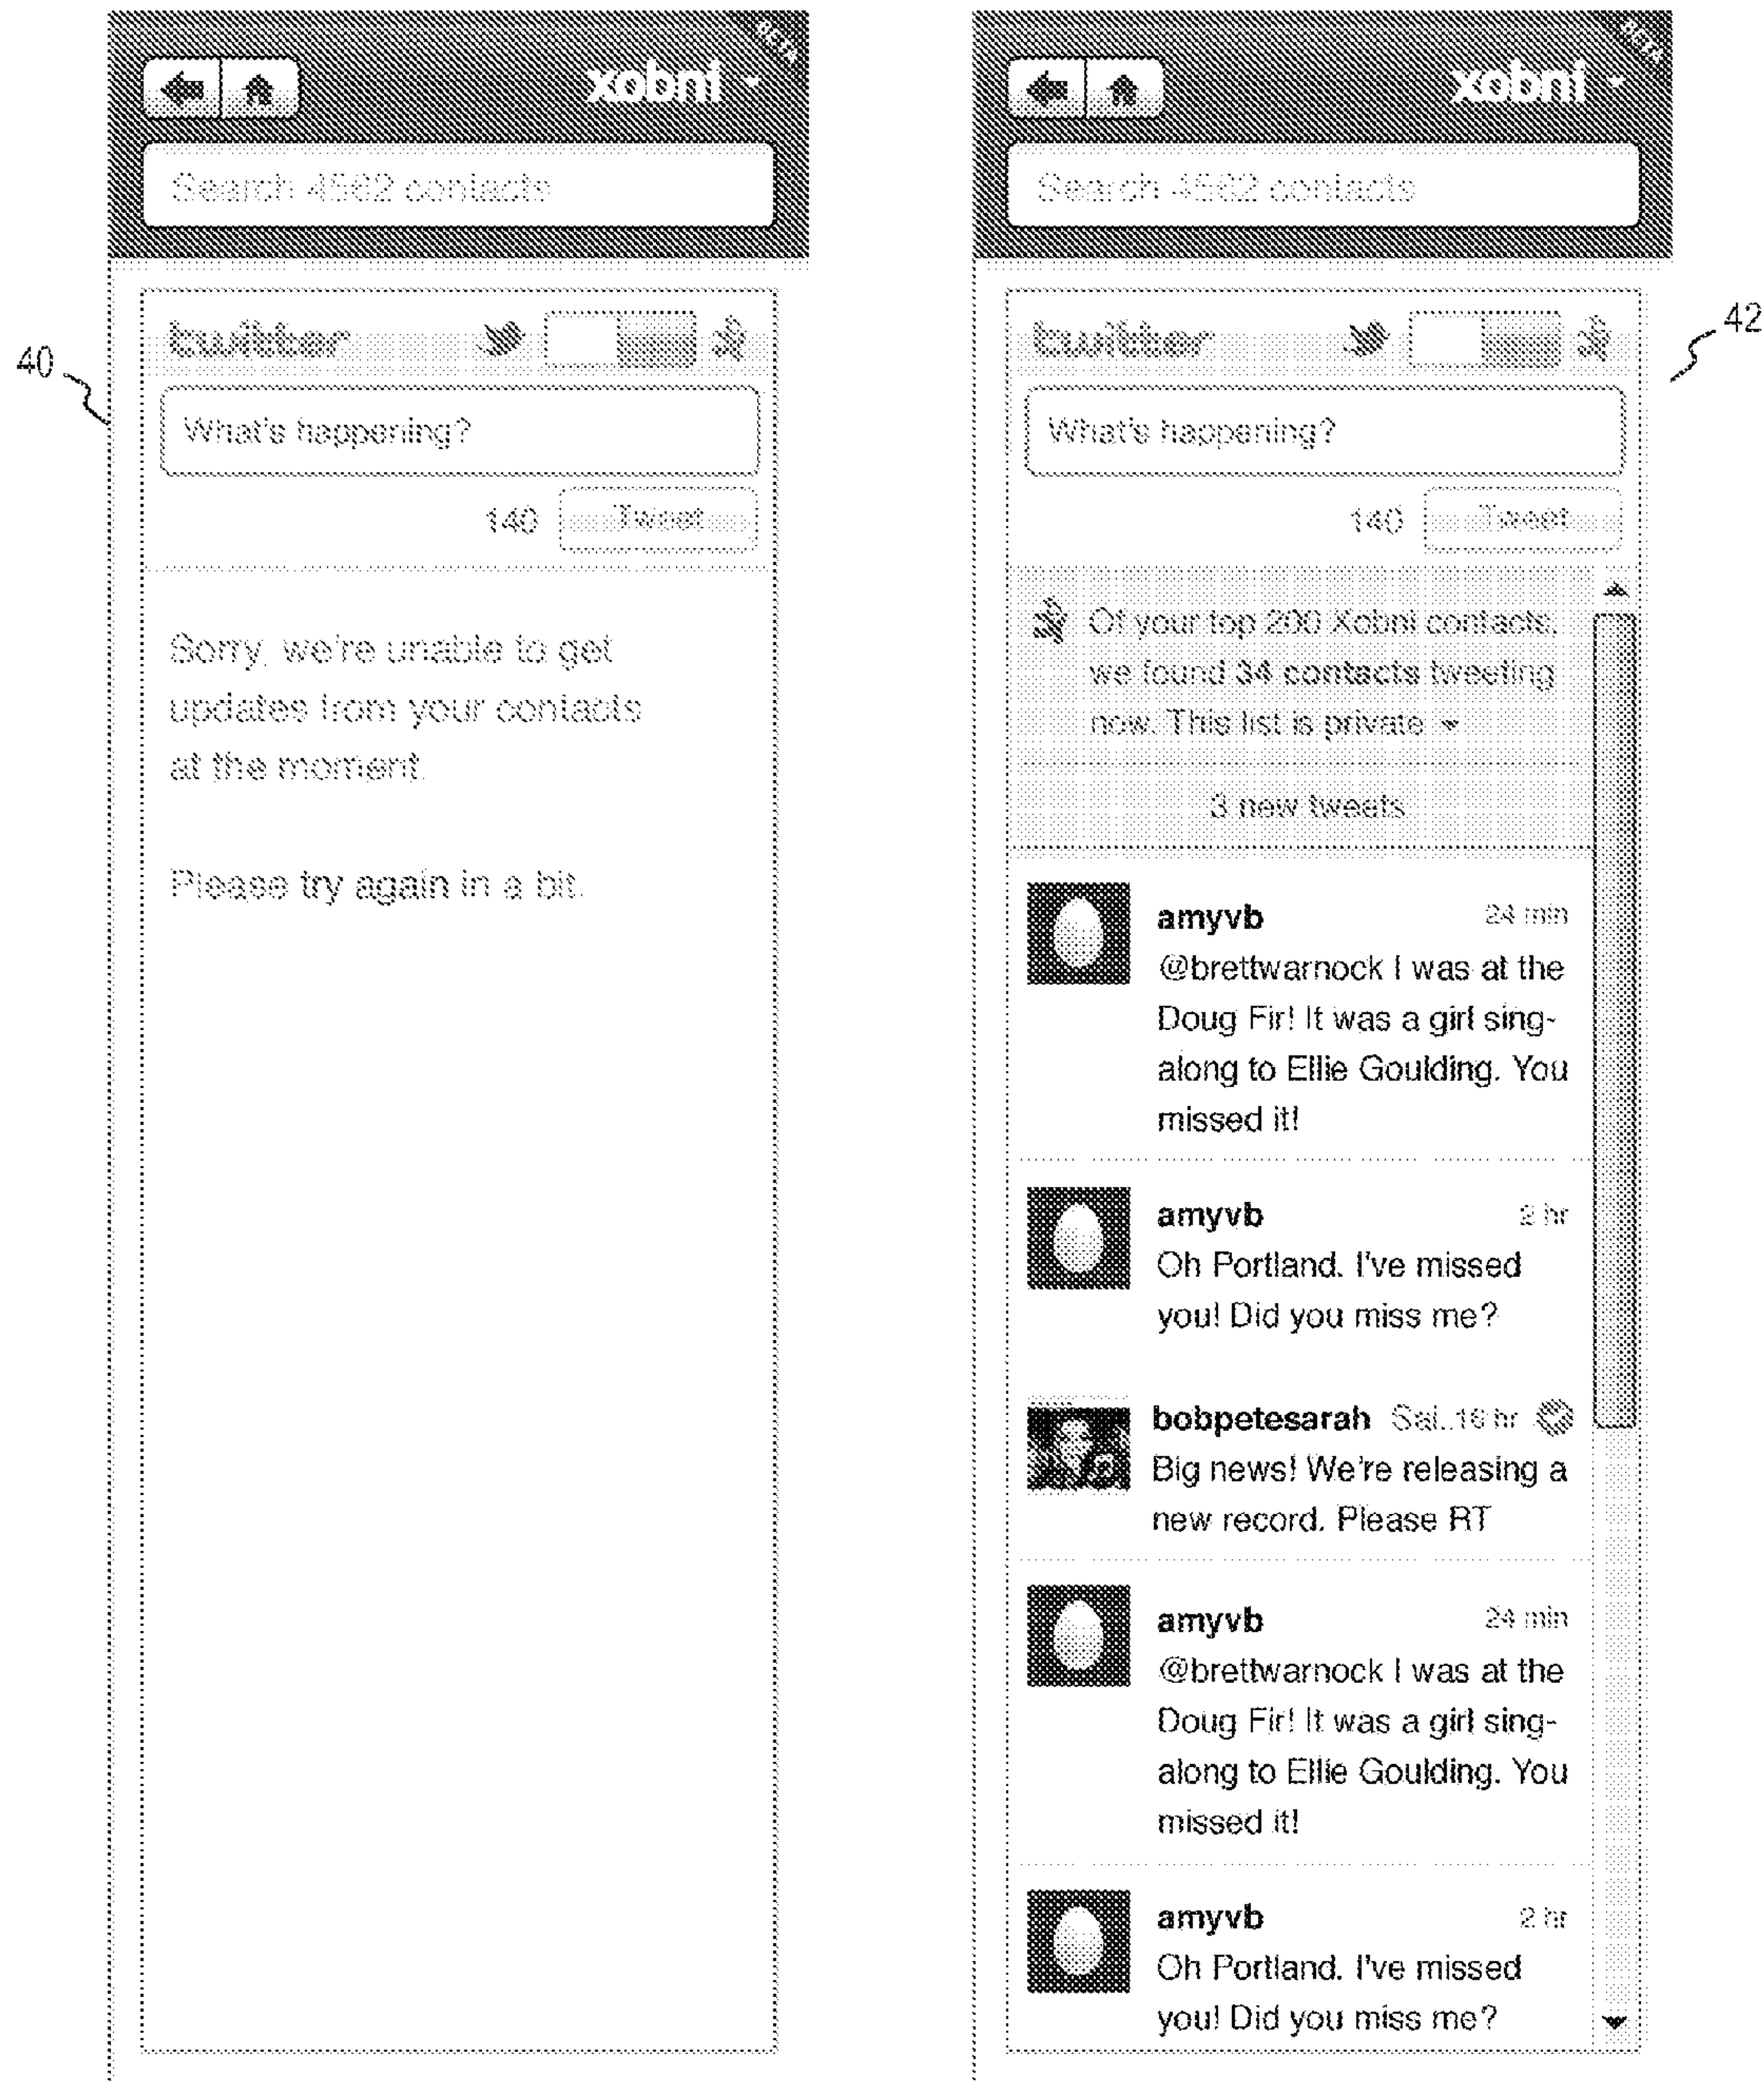 BETA
xobni
Search 4562 contacts
twitter
40
What's happening?
140 Tweet
Sorry, we're unable to get
updates from your contacts
at the moment.
Please try again in a bit.
BETA
xobni
Search 4562 contacts
twitter
42
What's happening?
140 Tweet
Of your top 200 Xobni contacts,
we found 34 contacts tweeting
now. This list is private
3 new tweets
amyvb 24 min
@brettwarnock I was at the
Doug Fir! It was a girl sing-
along to Ellie Goulding. You
missed it!
amyvb 2 hr
Oh Portland. I've missed
you! Did you miss me?
bobpetesarah 16 hr
Big news! We're releasing a
new record. Please RT
amyvb 24 min
@brettwarnock I was at the
Doug Fir! It was a girl sing-
along to Ellie Goulding. You
missed it!
amyvb 2 hr
Oh Portland. I've missed
you! Did you miss me?